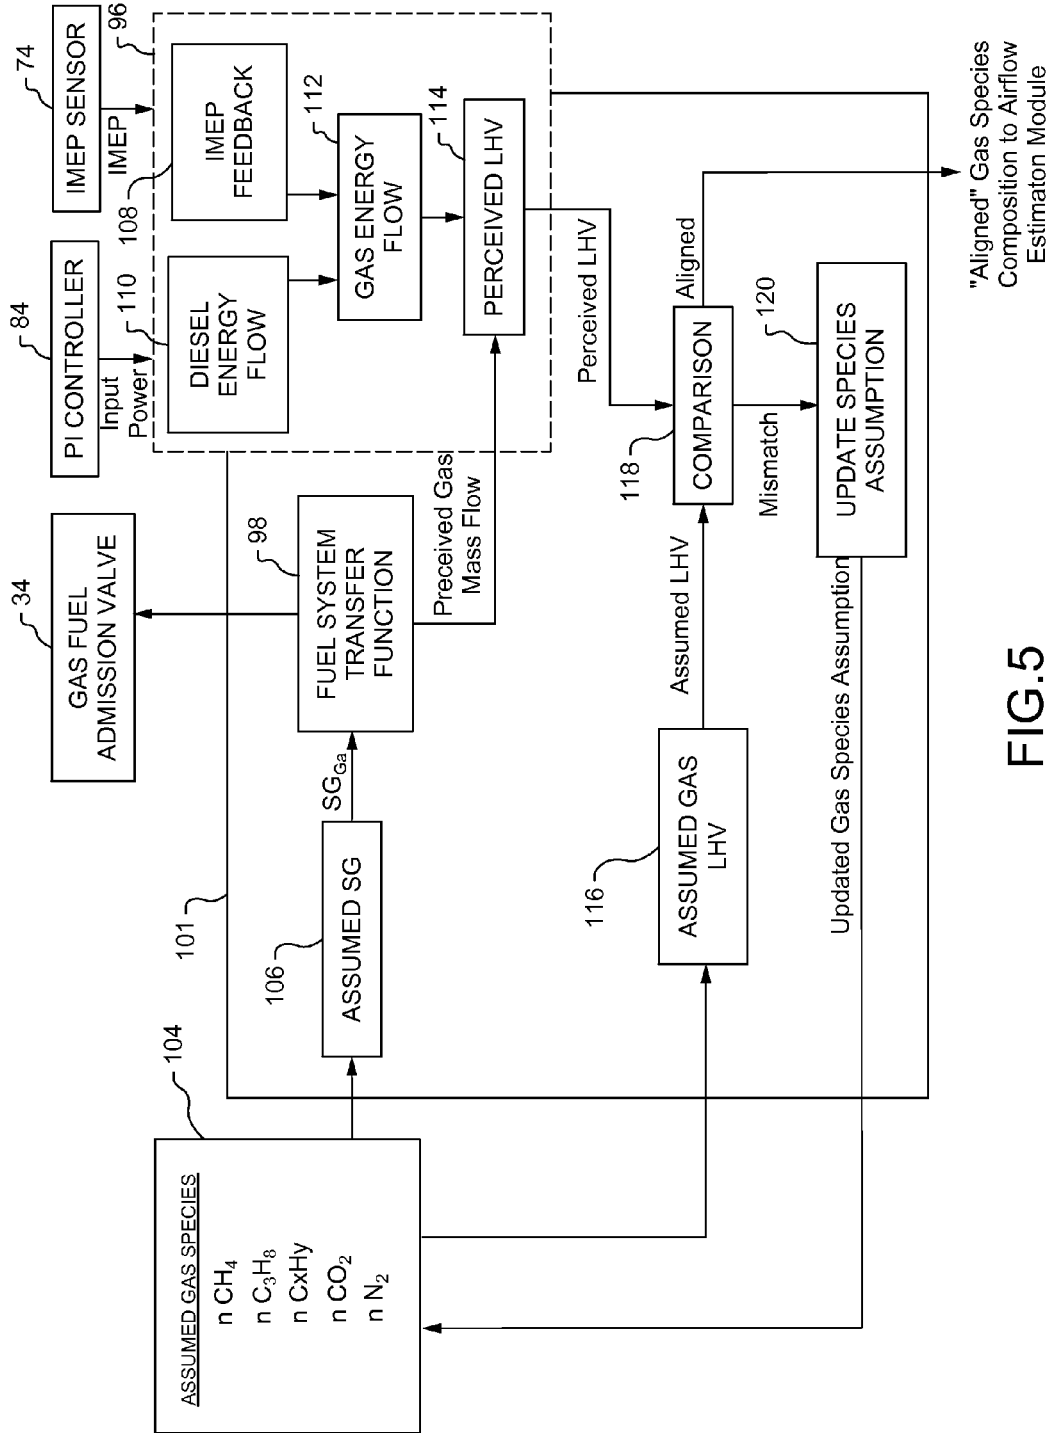 ASSUMED GAS SPECIES
n CH₄
n C₃H₈
n CxHy
n CO₂
n N₂
104
101
106
ASSUMED SG
SG_Ga
34
GAS FUEL
ADMISSION VALVE
98
FUEL SYSTEM
TRANSFER
FUNCTION
Preceived Gas
Mass Flow
84
PI CONTROLLER
Input
Power
74
IMEP SENSOR
IMEP
96
110
DIESEL
ENERGY
FLOW
108
IMEP
FEEDBACK
112
GAS ENERGY
FLOW
114
PERCEIVED LHV
Perceived LHV
116
ASSUMED GAS
LHV
Assumed LHV
118
COMPARISON
Aligned
Mismatch
120
UPDATE SPECIES
ASSUMPTION
Updated Gas Species Assumption
"Aligned" Gas Species
Composition to Airflow
Estimaton Module
FIG.5